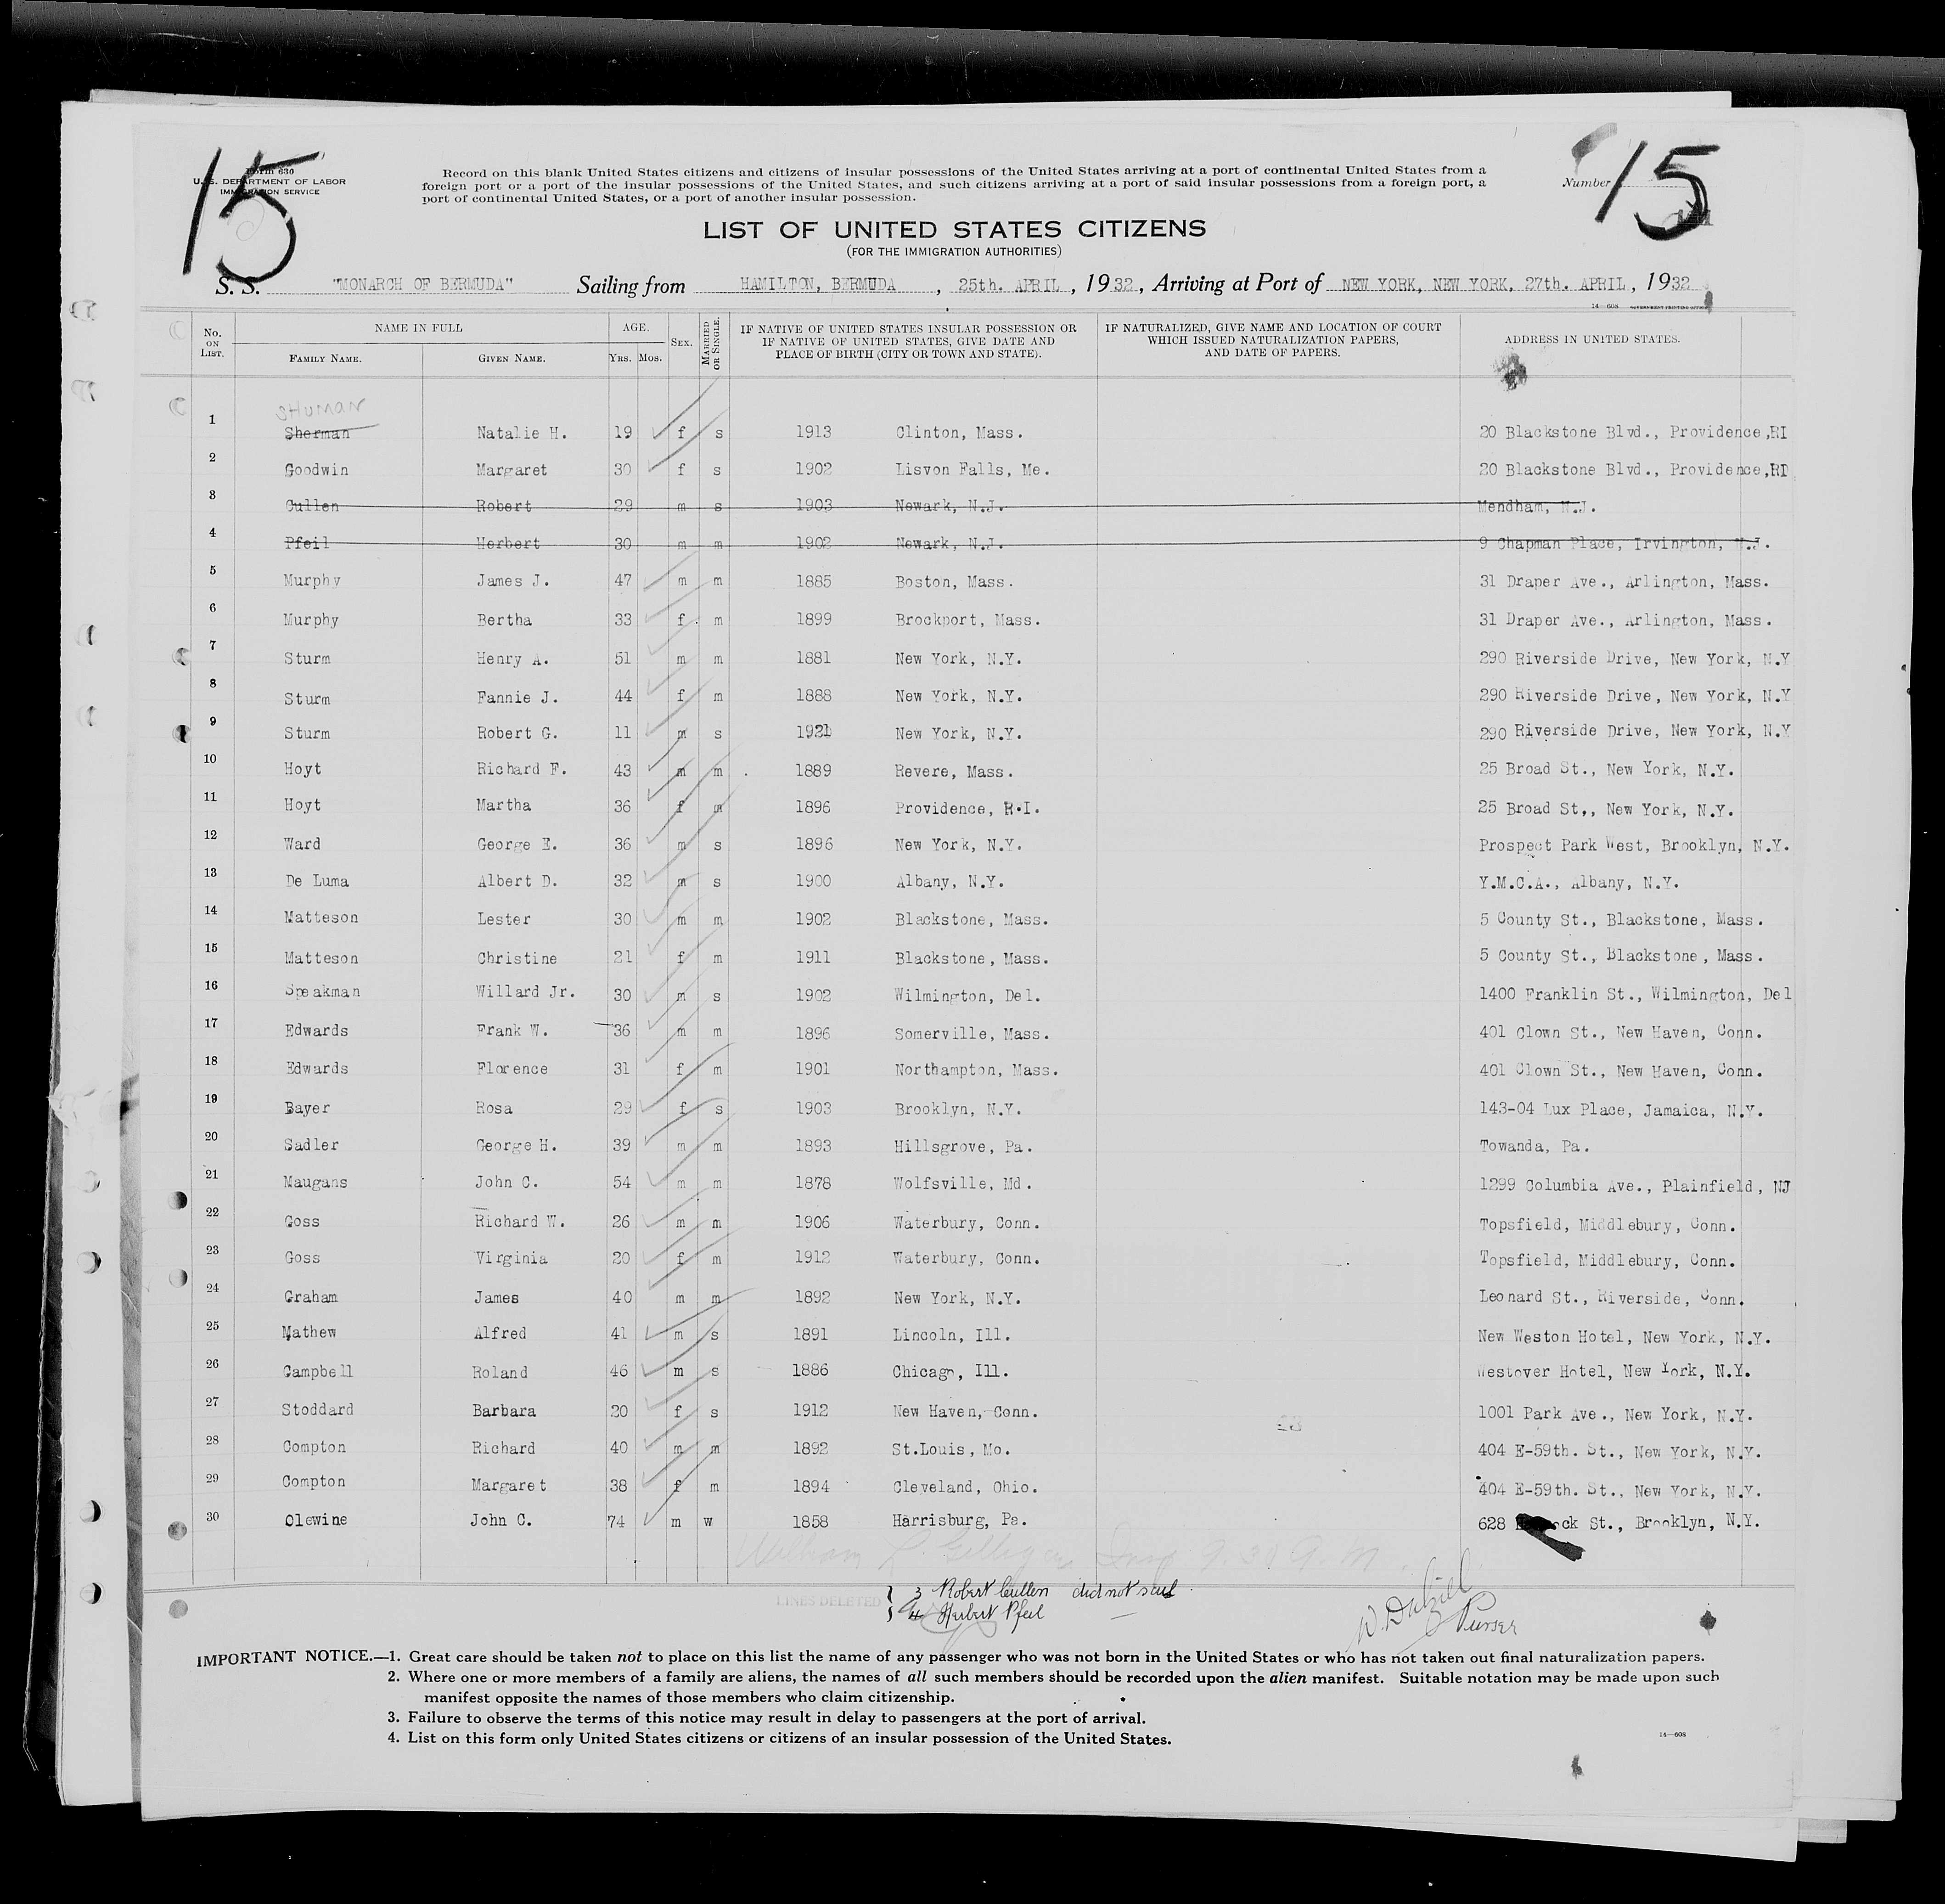 15
15
Form 630
U. S. DEPARTMENT OF LABOR
IMMIGRATION SERVICE
Record on this blank United States citizens and citizens of insular possessions of the United States arriving at a port of continental United States from a
foreign port or a port of the insular possessions of the United States, and such citizens arriving at a port of said insular possessions from a foreign port, a
port of continental United States, or a port of another insular possession.
Number
LIST OF UNITED STATES CITIZENS
(FOR THE IMMIGRATION AUTHORITIES)
S. S. "MONARCH OF BERMUDA" Sailing from HAMILTON, BERMUDA, 25th. APRIL, 1932, Arriving at Port of NEW YORK, NEW YORK, 27th. APRIL, 1932
14—608 GOVERNMENT PRINTING OFFICE
No. ON LIST. NAME IN FULL FAMILY NAME. GIVEN NAME. AGE. YRS. MOS. SEX. MARRIED OR SINGLE. IF NATIVE OF UNITED STATES INSULAR POSSESSION OR IF NATIVE OF UNITED STATES, GIVE DATE AND PLACE OF BIRTH (CITY OR TOWN AND STATE). IF NATURALIZED, GIVE NAME AND LOCATION OF COURT WHICH ISSUED NATURALIZATION PAPERS, AND DATE OF PAPERS. ADDRESS IN UNITED STATES.
SHUMAN
1 Sherman Natalie H. 19 f s 1913 Clinton, Mass. 20 Blackstone Blvd., Providence,RI
2 Goodwin Margaret 30 f s 1902 Lisvon Falls, Me. 20 Blackstone Blvd., Providence,RI
3 Cullen Robert 29 m s 1903 Newark, N.J. Mendham, N.J.
4 Pfeil Herbert 30 m m 1902 Newark, N.J. 9 Chapman Place, Irvington, N.J.
5 Murphy James J. 47 m m 1885 Boston, Mass. 31 Draper Ave., Arlington, Mass.
6 Murphy Bertha 33 f m 1899 Brockport, Mass. 31 Draper Ave., Arlington, Mass.
7 Sturm Henry A. 51 m m 1881 New York, N.Y. 290 Riverside Drive, New York, N.Y
8 Sturm Fannie J. 44 f m 1888 New York, N.Y. 290 Riverside Drive, New York, N.Y
9 Sturm Robert G. 11 m s 1921 New York, N.Y. 290 Riverside Drive, New York, N.Y
10 Hoyt Richard F. 43 m m 1889 Revere, Mass. 25 Broad St., New York, N.Y.
11 Hoyt Martha 36 f m 1896 Providence, R.I. 25 Broad St., New York, N.Y.
12 Ward George E. 36 m s 1896 New York, N.Y. Prospect Park West, Brooklyn, N.Y.
13 De Luma Albert D. 32 m s 1900 Albany, N.Y. Y.M.C.A., Albany, N.Y.
14 Matteson Lester 30 m m 1902 Blackstone, Mass. 5 County St., Blackstone, Mass.
15 Matteson Christine 21 f m 1911 Blackstone, Mass. 5 County St., Blackstone, Mass.
16 Speakman Willard Jr. 30 m s 1902 Wilmington, Del. 1400 Franklin St., Wilmington, Del
17 Edwards Frank W. 36 m m 1896 Somerville, Mass. 401 Clown St., New Haven, Conn.
18 Edwards Florence 31 f m 1901 Northampton, Mass. 401 Clown St., New Haven, Conn.
19 Bayer Rosa 29 f s 1903 Brooklyn, N.Y. 143-04 Lux Place, Jamaica, N.Y.
20 Sadler George H. 39 m m 1893 Hillsgrove, Pa. Towanda, Pa.
21 Maugans John C. 54 m m 1878 Wolfsville, Md. 1299 Columbia Ave., Plainfield, NJ
22 Goss Richard W. 26 m m 1906 Waterbury, Conn. Topsfield, Middlebury, Conn.
23 Goss Virginia 20 f m 1912 Waterbury, Conn. Topsfield, Middlebury, Conn.
24 Graham James 40 m m 1892 New York, N.Y. Leonard St., Riverside, Conn.
25 Mathew Alfred 41 m s 1891 Lincoln, Ill. New Weston Hotel, New York, N.Y.
26 Campbell Roland 46 m s 1886 Chicago, Ill. Westover Hotel, New York, N.Y.
27 Stoddard Barbara 20 f s 1912 New Haven, Conn. 1001 Park Ave., New York, N.Y.
28 Compton Richard 40 m m 1892 St.Louis, Mo. 404 E-59th. St., New York, N.Y.
29 Compton Margaret 38 f m 1894 Cleveland, Ohio. 404 E-59th. St., New York, N.Y.
30 Olewine John C. 74 m w 1858 Harrisburg, Pa. 628 ock St., Brooklyn, N.Y.
28
William Insp 9.30 A.M.
LINES DELETED 3 Robert Cullen did not sail
4 Herbert Pfeil
W. Dalziel
Purser
IMPORTANT NOTICE.—1. Great care should be taken not to place on this list the name of any passenger who was not born in the United States or who has not taken out final naturalization papers.
2. Where one or more members of a family are aliens, the names of all such members should be recorded upon the alien manifest. Suitable notation may be made upon such
manifest opposite the names of those members who claim citizenship.
3. Failure to observe the terms of this notice may result in delay to passengers at the port of arrival.
4. List on this form only United States citizens or citizens of an insular possession of the United States.
14—608